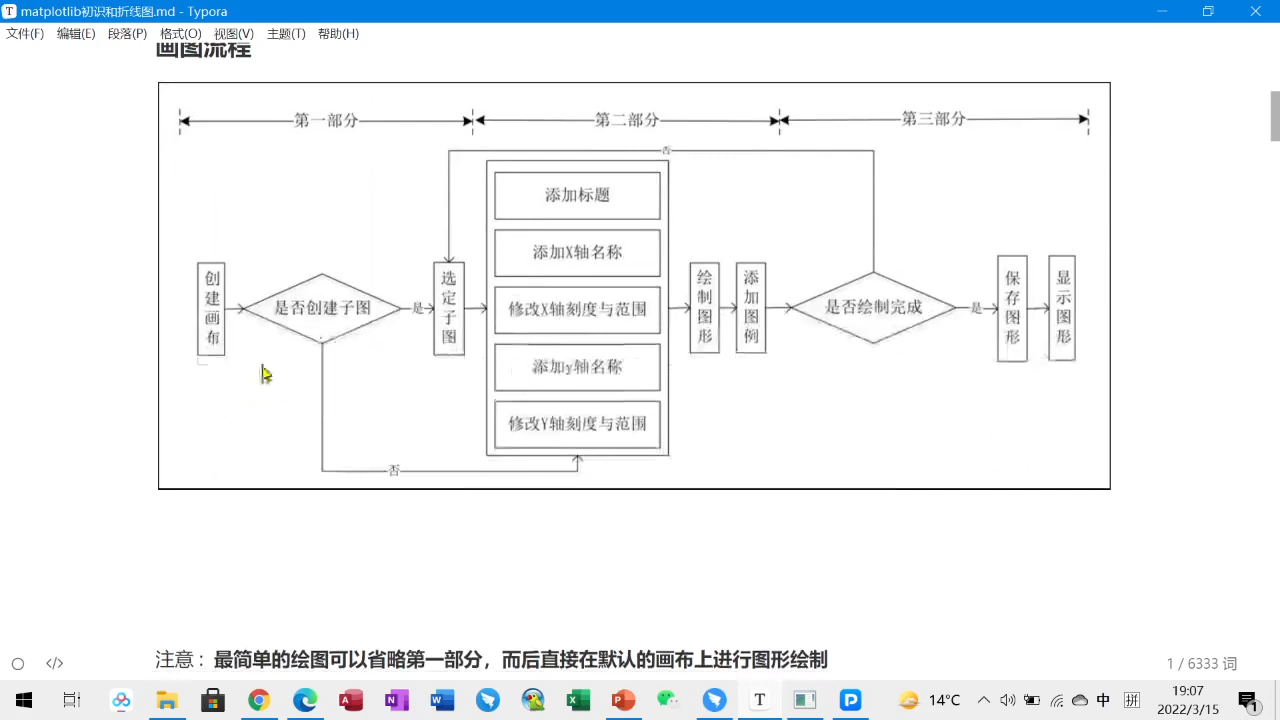 matplotlib初识和折线图.md - Typora
文件(F) 编辑(E) 段落(P) 格式(O) 视图(V) 主题(T) 帮助(H)
画图流程
第一部分 第二部分 第三部分
否
创建画布
是否创建子图
是
选定子图
添加标题
添加X轴名称
修改X轴刻度与范围
添加y轴名称
修改Y轴刻度与范围
绘制图形
添加图例
是否绘制完成
是
保存图形
显示图形
否
注意：最简单的绘图可以省略第一部分，而后直接在默认的画布上进行图形绘制
</> 1 / 6333 词
14°C 中 拼 19:07
2022/3/15 1